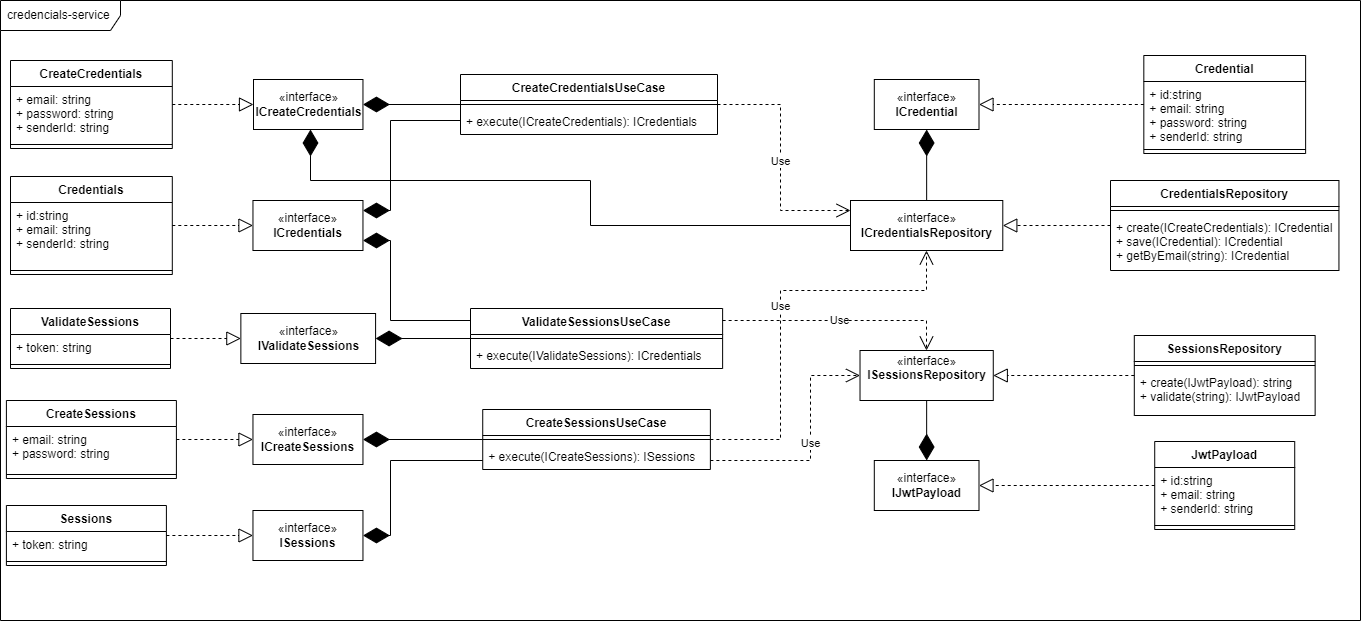 credencials-service
CreateCredentials
+ email: string
+ password: string
+ senderId: string
«interface»
ICreateCredentials
CreateCredentialsUseCase
+ execute(ICreateCredentials): ICredentials
«interface»
ICredential
Credential
+ id:string
+ email: string
+ password: string
+ senderId: string
Use
Credentials
+ id:string
+ email: string
+ senderId: string
«interface»
ICredentials
«interface»
ICredentialsRepository
CredentialsRepository
+ create(ICreateCredentials): ICredential
+ save(ICredential): ICredential
+ getByEmail(string): ICredential
Use
Use
ValidateSessions
+ token: string
«interface»
IValidateSessions
ValidateSessionsUseCase
+ execute(IValidateSessions): ICredentials
«interface»
ISessionsRepository
SessionsRepository
+ create(IJwtPayload): string
+ validate(string): IJwtPayload
CreateSessions
+ email: string
+ password: string
«interface»
ICreateSessions
CreateSessionsUseCase
+ execute(ICreateSessions): ISessions
Use
«interface»
IJwtPayload
JwtPayload
+ id:string
+ email: string
+ senderId: string
Sessions
+ token: string
«interface»
ISessions